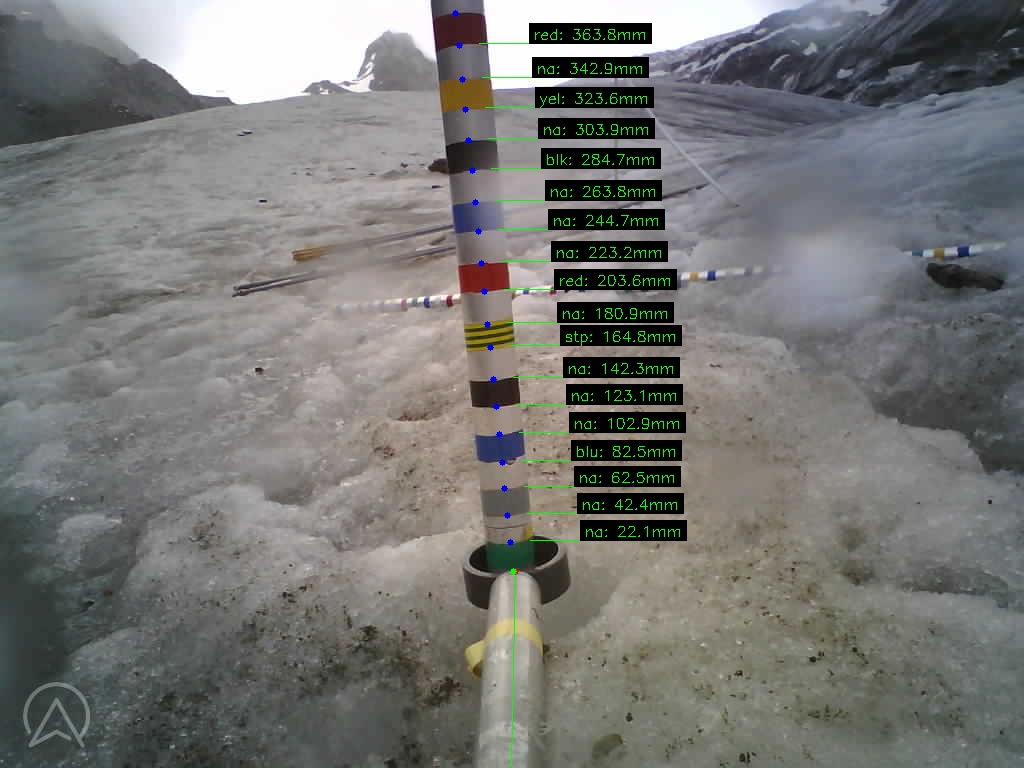 red: 363.8mm
na: 342.9mm
yel: 323.6mm
na: 303.9mm
blk: 284.7mm
na: 263.8mm
na: 244.7mm
na: 223.2mm
red: 203.6mm
na: 180.9mm
stp: 164.8mm
na: 142.3mm
na: 123.1mm
na: 102.9mm
blu: 82.5mm
na: 62.5mm
na: 42.4mm
na: 22.1mm